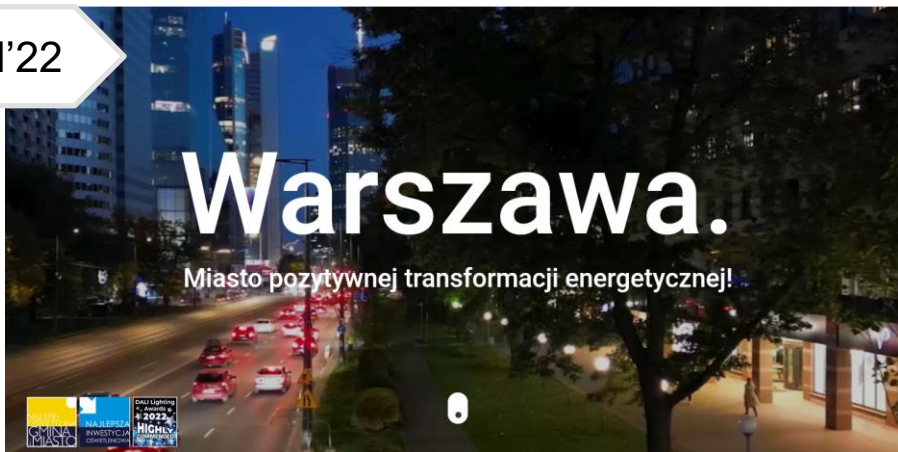 '22
Warszawa.
Miasto pozytywnej transformacji energetycznej!
GMINA
MIASTO
NAJLEPSZA
INWESTYCJA
OŚWIETLENIOWA
DALI Lighting
Awards
2022
HIGHLY
COMMENDED